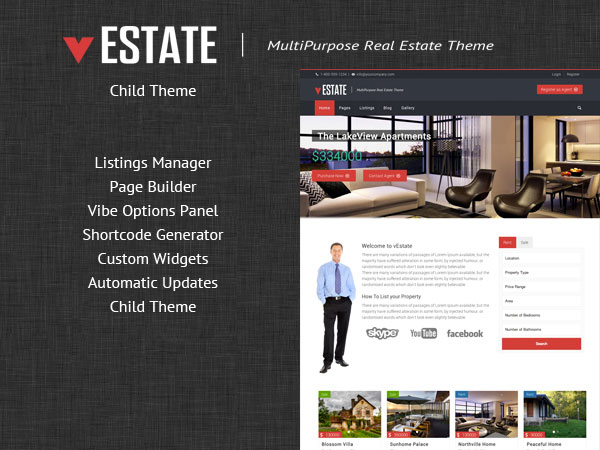 vESTATE | MultiPurpose Real Estate Theme
Child Theme
Listings Manager
Page Builder
Vibe Options Panel
Shortcode Generator
Custom Widgets
Automatic Updates
Child Theme
Login Register
vESTATE | MultiPurpose Real Estate Theme
Register as Agent
Home Pages Listings Blog Gallery
The LakeView Apartments
$334000
Purchase Now Contact Agent
Welcome to vEstate
There are many variations of passages of Lorem Ipsum available, but the
majority have suffered alteration in some form, by injected humour, or
randomised words which don't look even slightly believable.
There are many variations of passages of Lorem Ipsum available, but the
majority have suffered alteration in some form, by injected humour, or
randomised words which don't look even slightly believable
How To List your Property
There are many variations of passages of Lorem Ipsum available, but the
majority have suffered alteration in some form, by injected humour, or
randomised words which don't look even slightly believable
skype YouTube facebook
Rent Sale
Location
Property Type
Price Range
Area
Number of Bedrooms
Number of Bathrooms
Search
Blossom Villa
Sunhome Palace
Northville Home
Peaceful Home